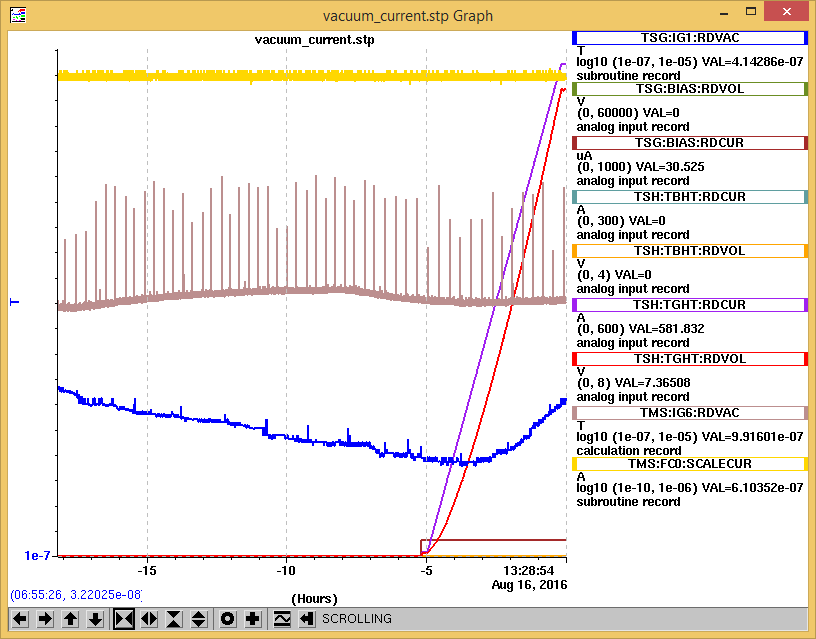 vacuum_current.stp Graph
vacuum_current.stp
T
1e-7
-15
-10
-5
13:28:54
Aug 16, 2016
(Hours)
(06:55:26, 3.22025e-08)
TSG:IG1:RDVAC
T
log10 (1e-07, 1e-05) VAL=4.14286e-07
subroutine record
TSG:BIAS:RDVOL
V
(0, 60000) VAL=0
analog input record
TSG:BIAS:RDCUR
uA
(0, 1000) VAL=30.525
analog input record
TSH:TBHT:RDCUR
A
(0, 300) VAL=0
analog input record
TSH:TBHT:RDVOL
V
(0, 4) VAL=0
analog input record
TSH:TGHT:RDCUR
A
(0, 600) VAL=581.832
analog input record
TSH:TGHT:RDVOL
V
(0, 8) VAL=7.36508
analog input record
TMS:IG6:RDVAC
T
log10 (1e-07, 1e-05) VAL=9.91601e-07
calculation record
TMS:FC0:SCALECUR
A
log10 (1e-10, 1e-06) VAL=6.10352e-07
subroutine record
SCROLLING